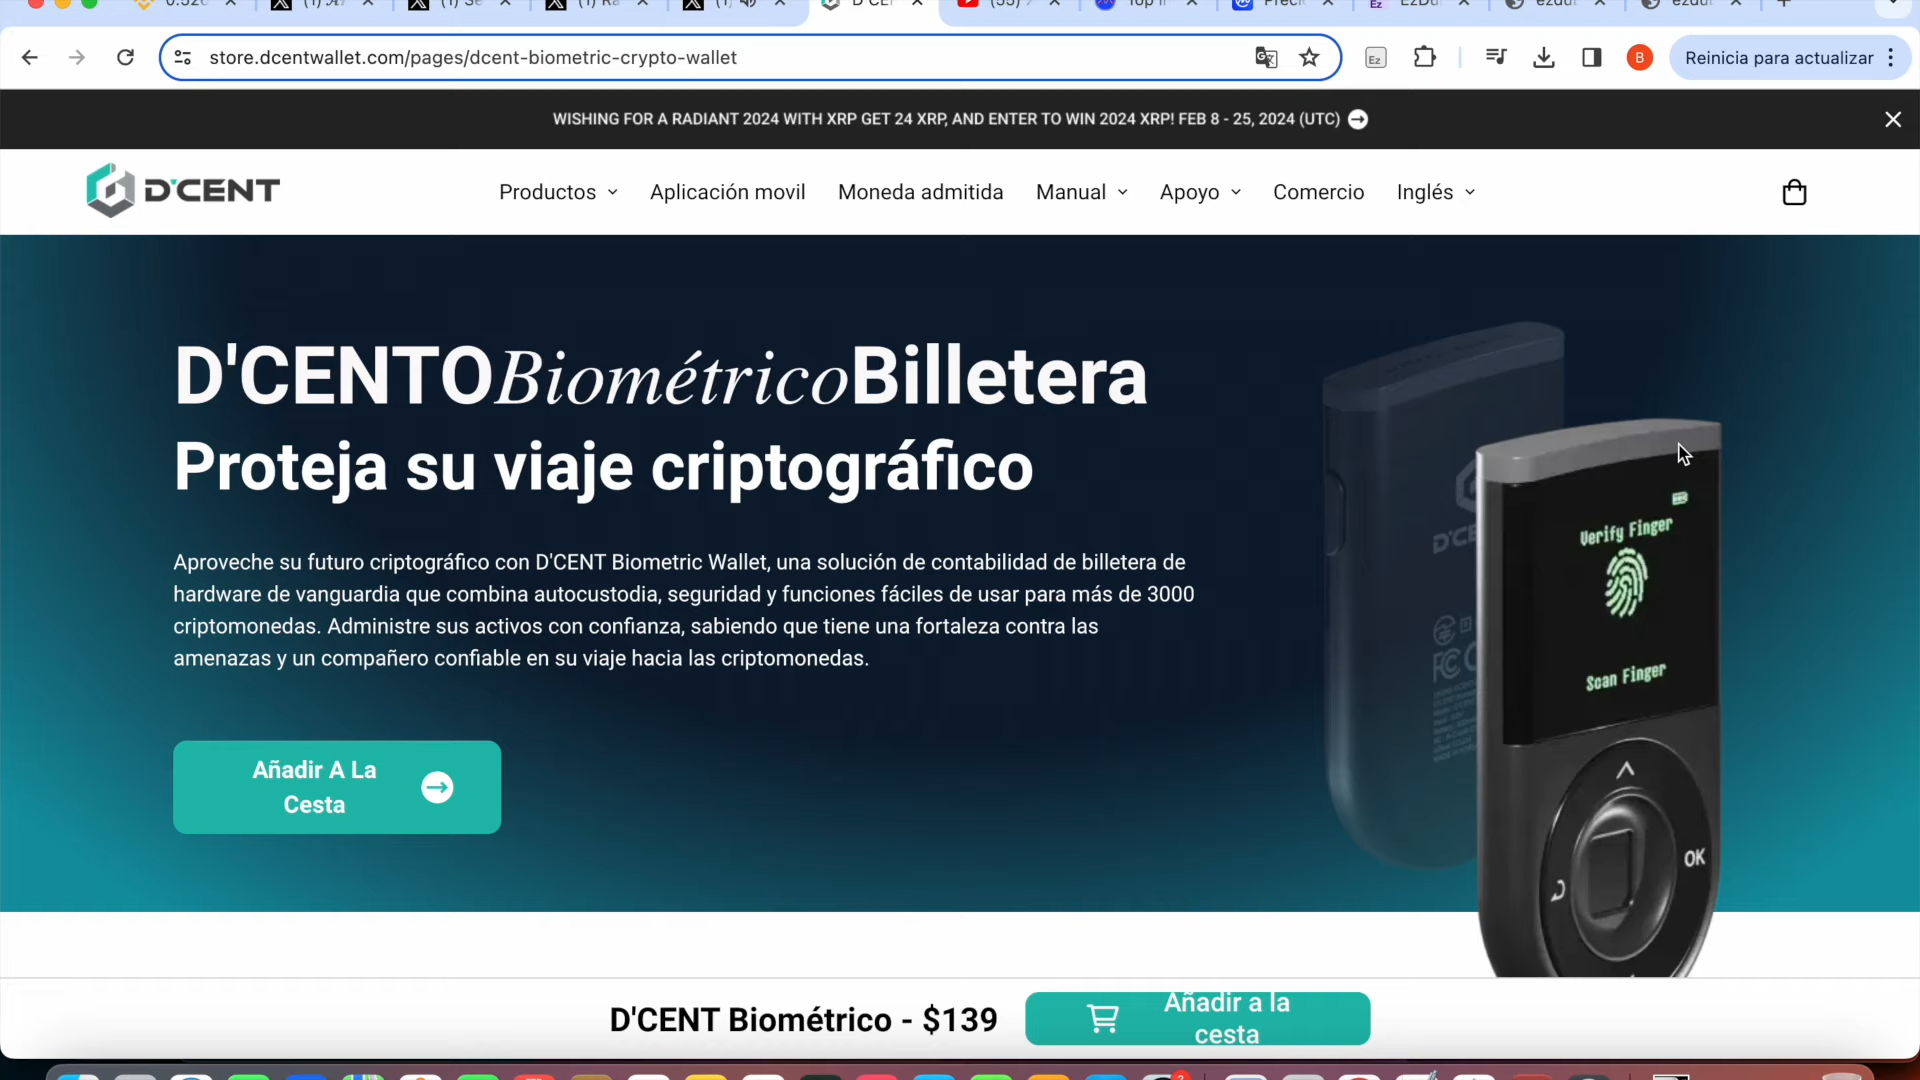 store.dcentwallet.com/pages/dcent-biometric-crypto-wallet
Ez
B
Reinicia para actualizar
WISHING FOR A RADIANT 2024 WITH XRP GET 24 XRP, AND ENTER TO WIN 2024 XRP! FEB 8 - 25, 2024 (UTC)
D'CENT
Productos
Aplicación movil
Moneda admitida
Manual
Apoyo
Comercio
Inglés
D'CENTO Biométrico Billetera
Proteja su viaje criptográfico
Aproveche su futuro criptográfico con D'CENT Biometric Wallet, una solución de contabilidad de billetera de
hardware de vanguardia que combina autocustodia, seguridad y funciones fáciles de usar para más de 3000
criptomonedas. Administre sus activos con confianza, sabiendo que tiene una fortaleza contra las
amenazas y un compañero confiable en su viaje hacia las criptomonedas.
Añadir A La
Cesta
Verify Finger
Scan Finger
OK
D'CENT Biométrico - $139
Añadir a la
cesta